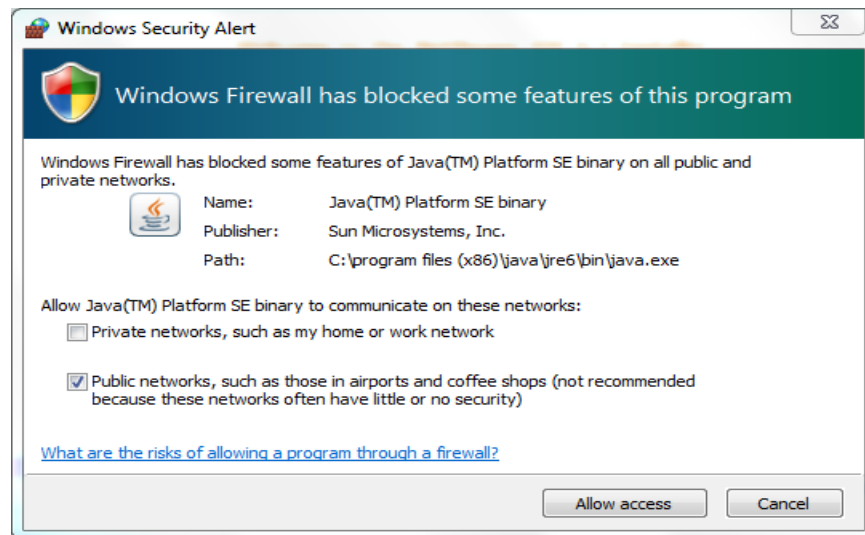 Windows Security Alert
Windows Firewall has blocked some features of this program
Windows Firewall has blocked some features of Java(TM) Platform SE binary on all public and
private networks.
Name: Java(TM) Platform SE binary
Publisher: Sun Microsystems, Inc.
Path: C:\program files (x86)\java\jre6\bin\java.exe
Allow Java(TM) Platform SE binary to communicate on these networks:
Private networks, such as my home or work network
Public networks, such as those in airports and coffee shops (not recommended
because these networks often have little or no security)
What are the risks of allowing a program through a firewall?
Allow access Cancel